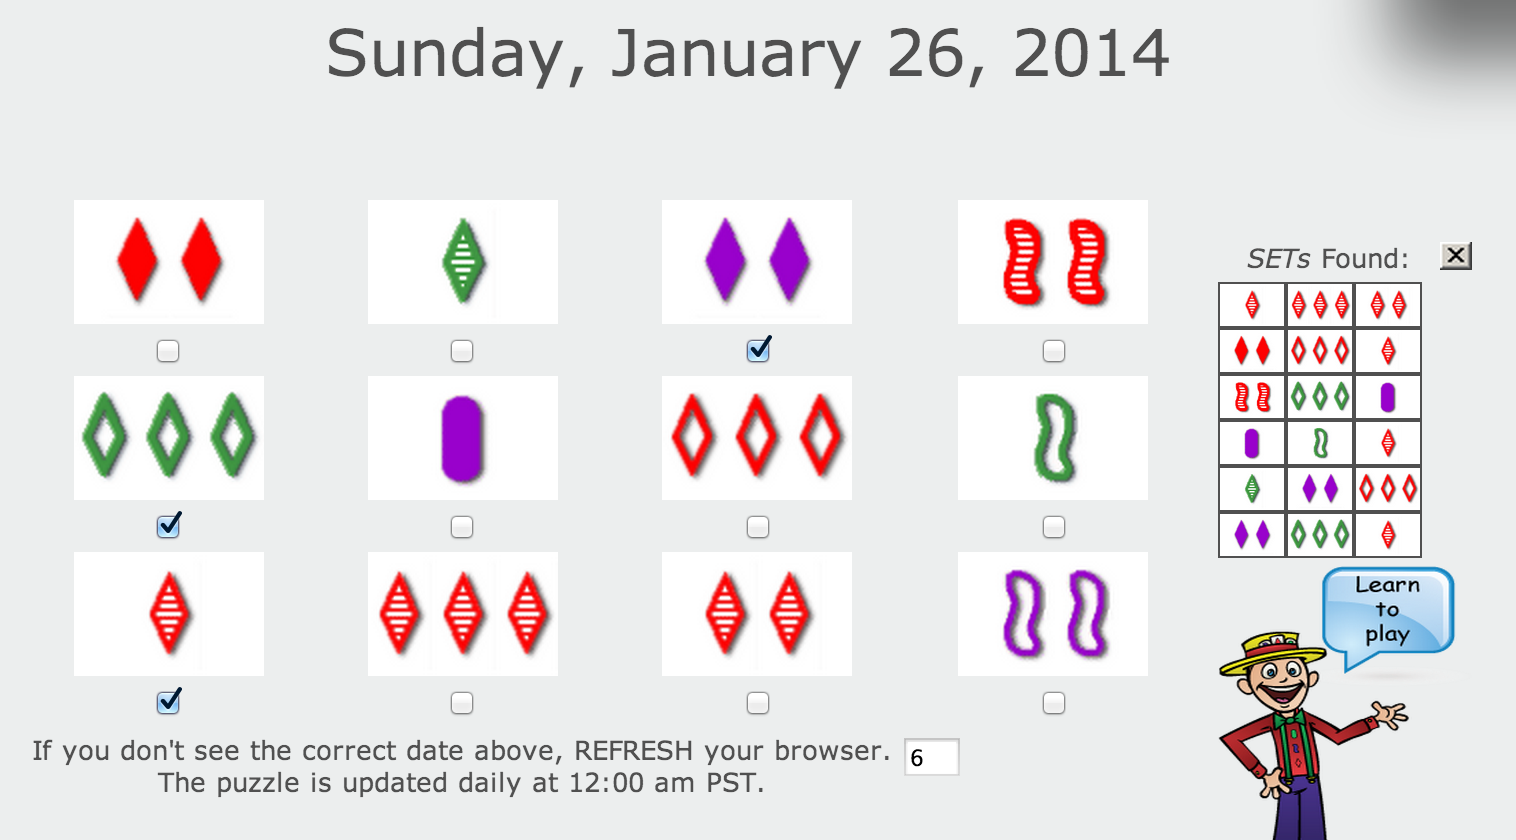 Sunday, January 26, 2014
SETs Found:
Learn
to
play
If you don't see the correct date above, REFRESH your browser.
6
The puzzle is updated daily at 12:00 am PST.